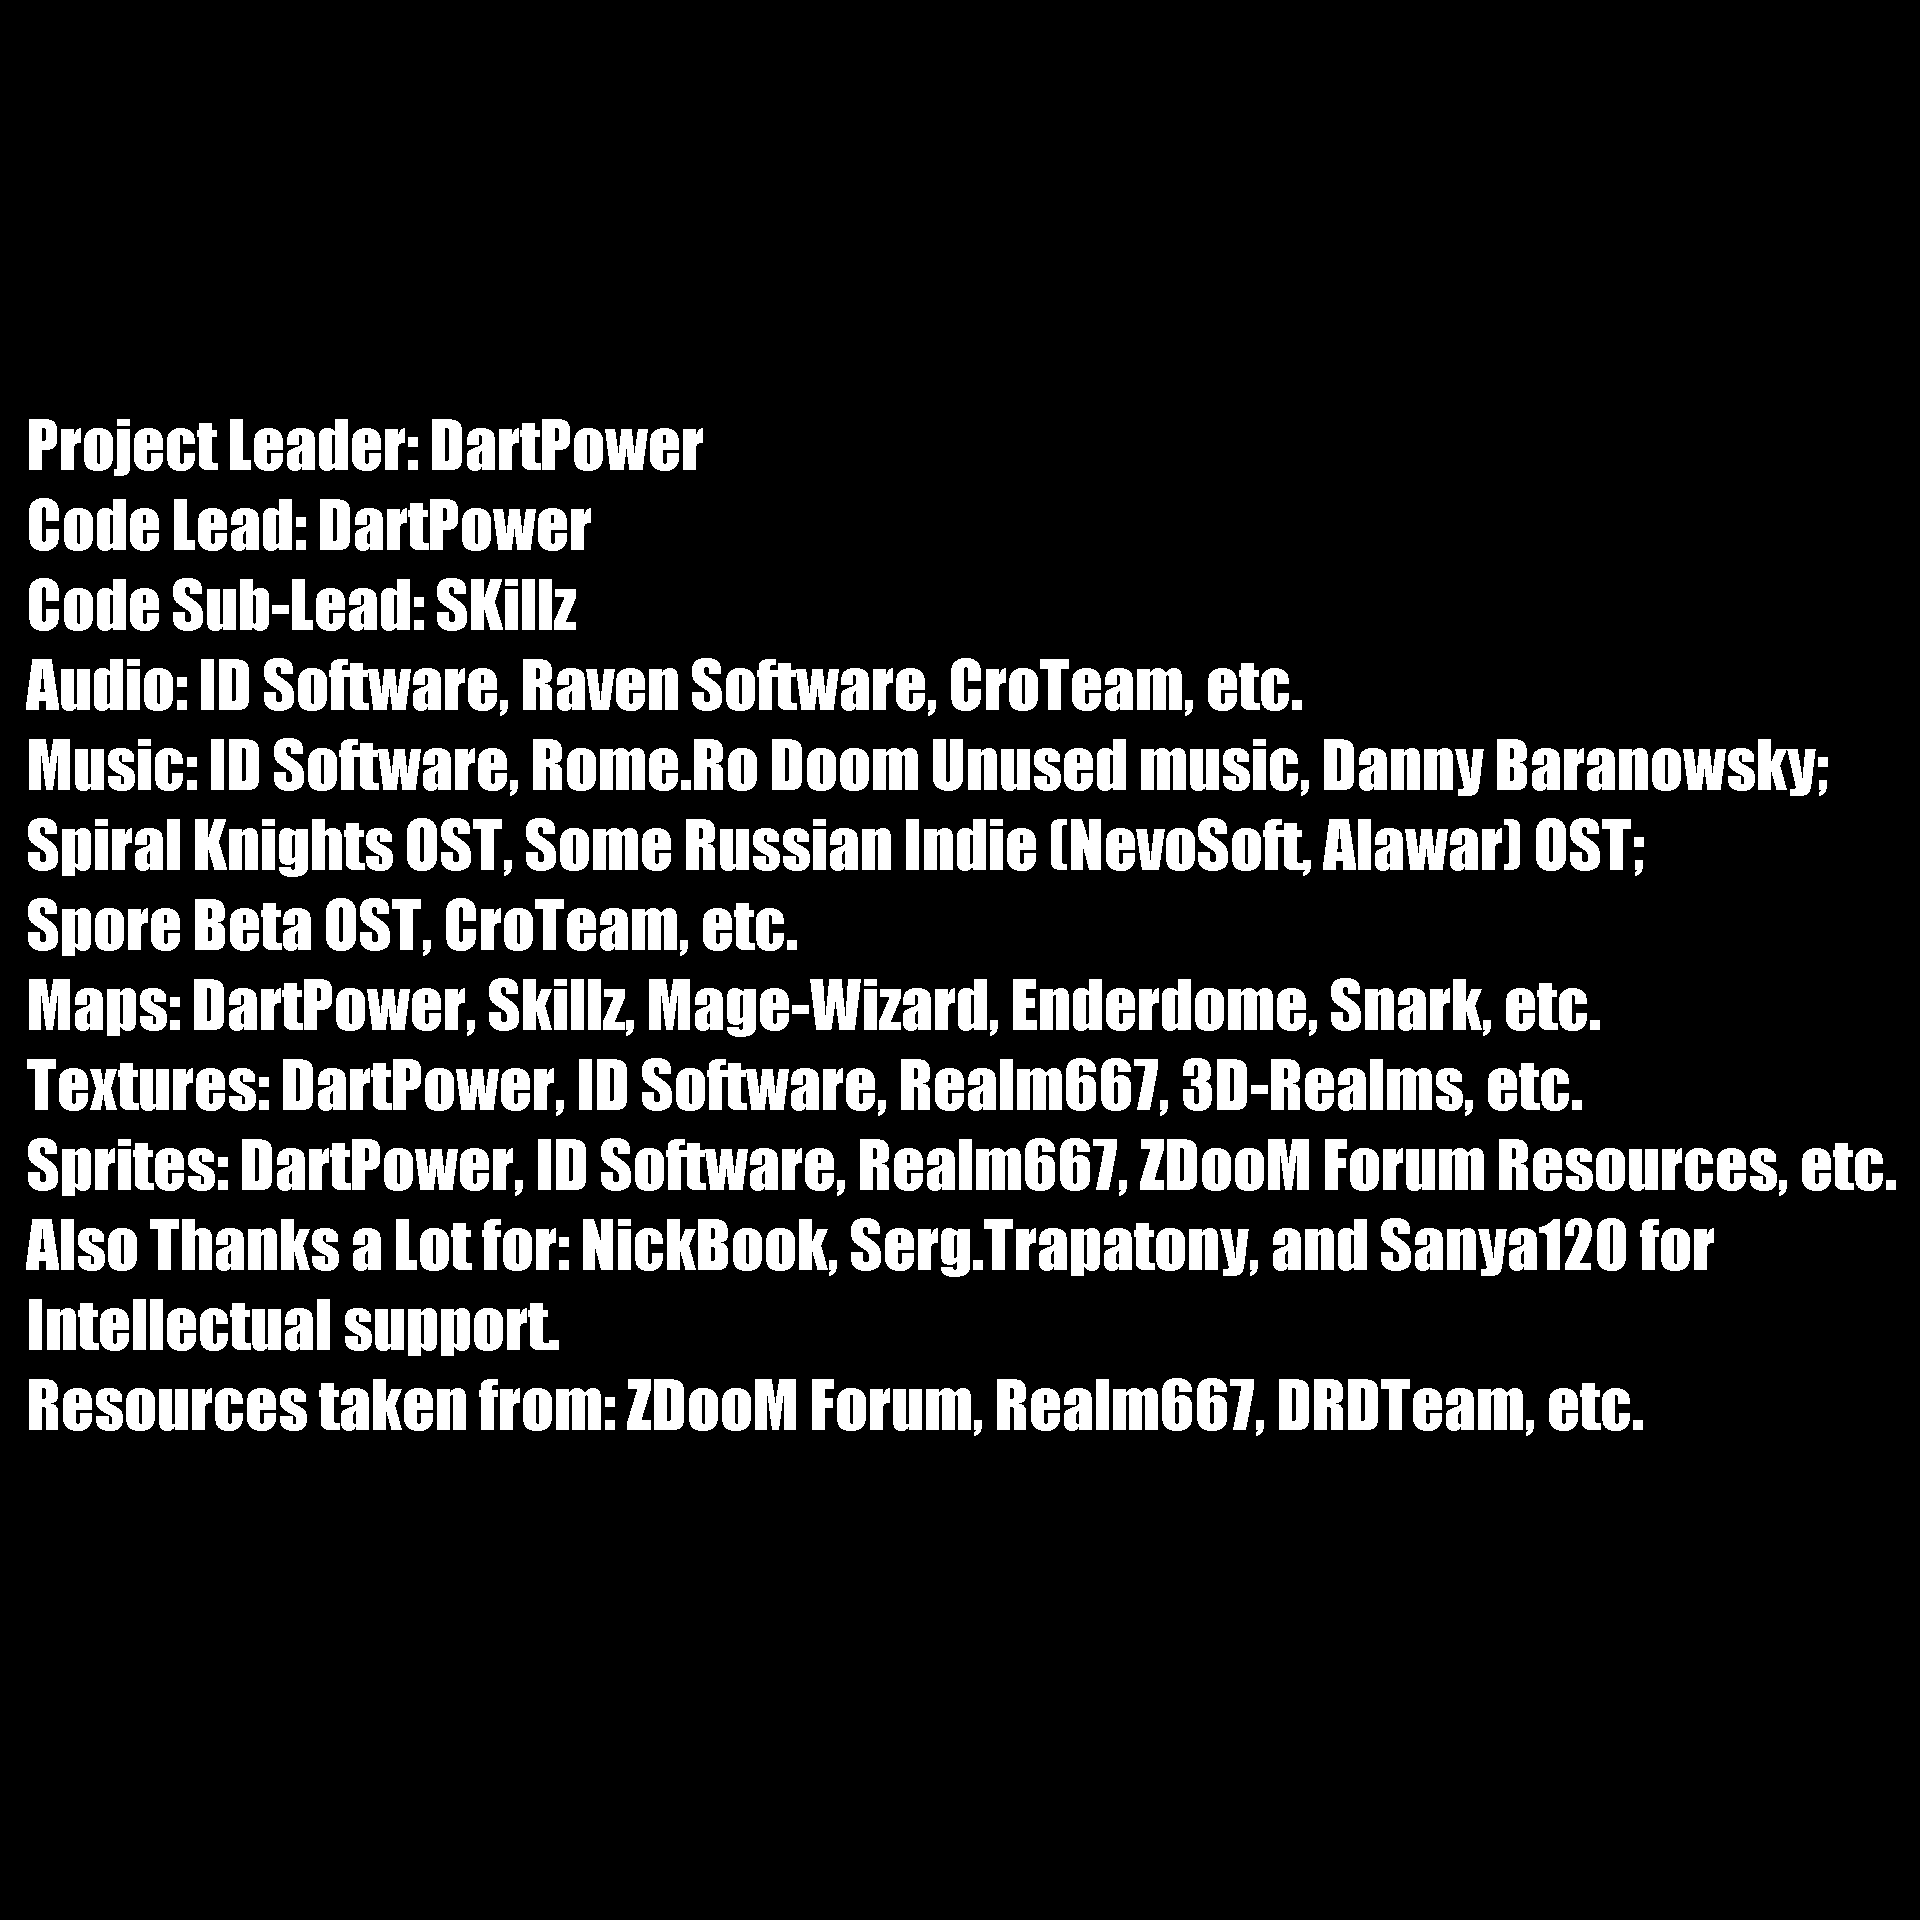 Project Leader: DartPower
Code Lead: DartPower
Code Sub-Lead: SKillz
Audio: ID Software, Raven Software, CroTeam, etc.
Music: ID Software, Rome.Ro Doom Unused music, Danny Baranowsky;
Spiral Knights OST, Some Russian Indie (NevoSoft, Alawar) OST;
Spore Beta OST, CroTeam, etc.
Maps: DartPower, Skillz, Mage-Wizard, Enderdome, Snark, etc.
Textures: DartPower, ID Software, Realm667, 3D-Realms, etc.
Sprites: DartPower, ID Software, Realm667, ZDooM Forum Resources, etc.
Also Thanks a Lot for: NickBook, Serg.Trapatony, and Sanya120 for
Intellectual support.
Resources taken from: ZDooM Forum, Realm667, DRDTeam, etc.